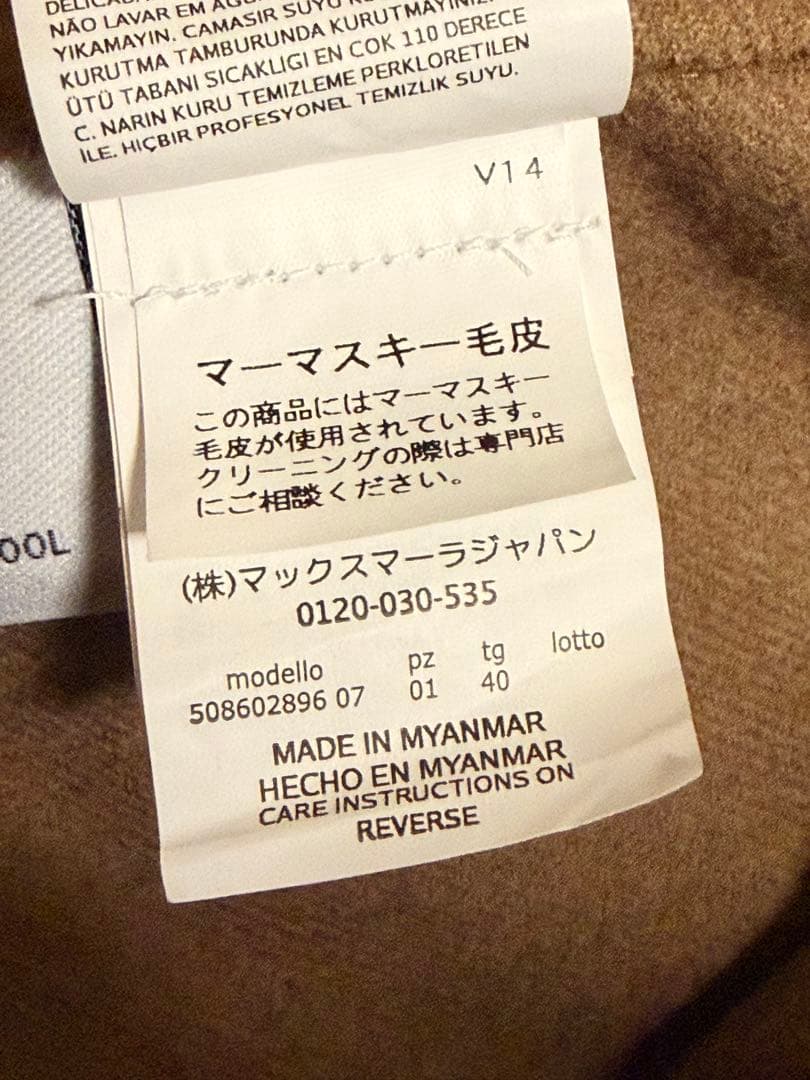 NÃO LAVAR EM
YIKAMAYIN. CAMASIR SUYU
KURUTMA TAMBURUNDA KURUTMAYINIZ.
ÜTÜ TABANI SICAKLIGI EN COK 110 DERECE
C. NARIN KURU TEMIZLEME PERKLORETILEN
ILE. HIÇBIR PROFESYONEL TEMIZLIK SUYU.
V14
マーマスキー毛皮
この商品にはマーマスキー
毛皮が使用されています。
クリーニングの際は専門店
にご相談ください。
OOL
(株)マックスマーラジャパン
0120-030-535
modello pz tg lotto
508602896 07 01 40
MADE IN MYANMAR
HECHO EN MYANMAR
CARE INSTRUCTIONS ON
REVERSE